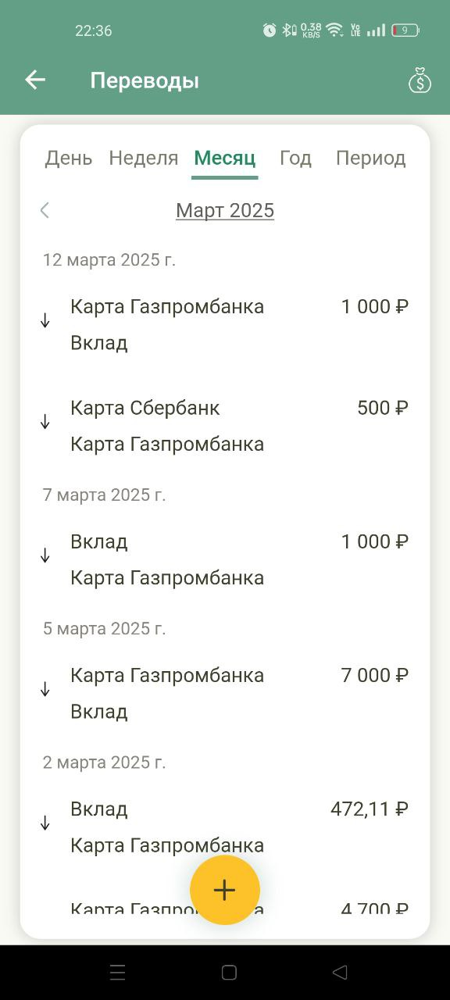 22:36
0.38 KB/S
Vo LTE
9
Переводы
$
День Неделя Месяц Год Период
Март 2025
12 марта 2025 г.
Карта Газпромбанка 1 000 ₽
Вклад
Карта Сбербанк 500 ₽
Карта Газпромбанка
7 марта 2025 г.
Вклад 1 000 ₽
Карта Газпромбанка
5 марта 2025 г.
Карта Газпромбанка 7 000 ₽
Вклад
2 марта 2025 г.
Вклад 472,11 ₽
Карта Газпромбанка
+
Карта 4 700 ₽